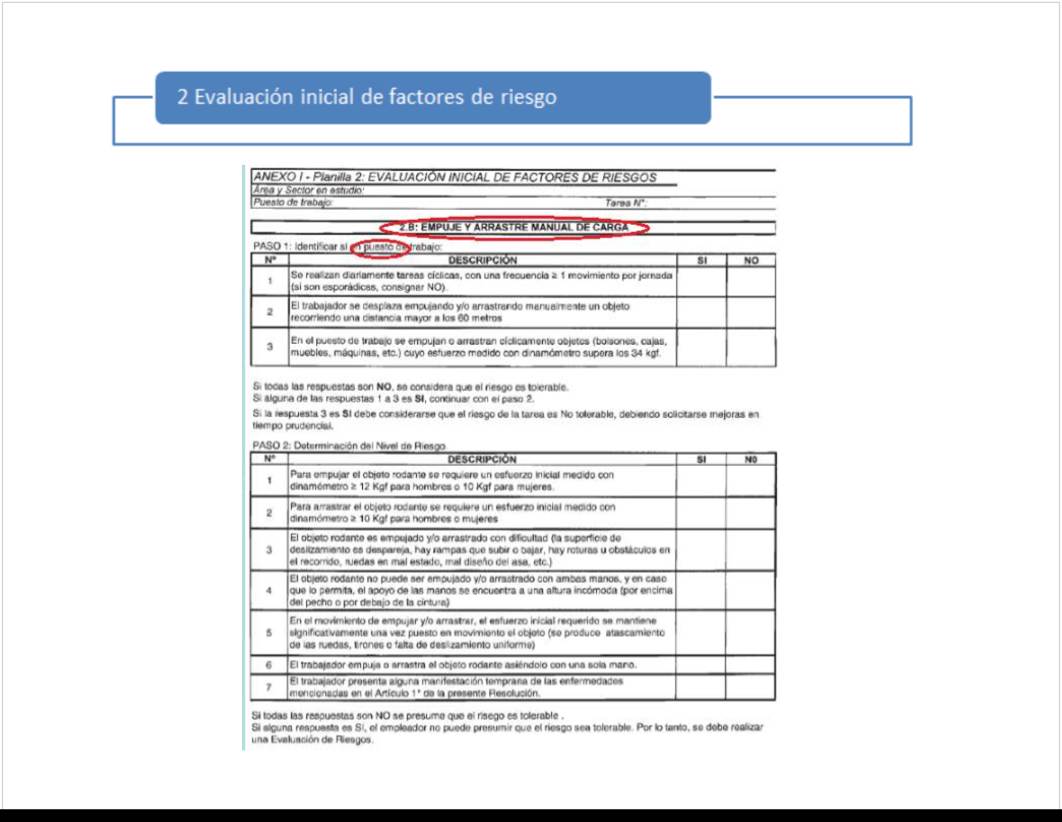 2 Evaluación inicial de factores de riesgo
ANEXO I - Planilla 2: EVALUACIÓN INICIAL DE FACTORES DE RIESGOS
Área y Sector en estudio:
Puesto de trabajo: Tarea N°:
2.B: EMPUJE Y ARRASTRE MANUAL DE CARGA
PASO 1: Identificar si en puesto de trabajo:
N° DESCRIPCIÓN SI NO
1 Se realizan diariamente tareas cíclicas, con una frecuencia ≥ 1 movimiento por jornada
(si son esporádicas, consignar NO).
2 El trabajador se desplaza empujando y/o arrastrando manualmente un objeto
recorriendo una distancia mayor a los 60 metros
3 En el puesto de trabajo se empujan o arrastran cíclicamente objetos (bolsones, cajas,
muebles, máquinas, etc.) cuyo esfuerzo medido con dinamómetro supera los 34 kgf.
Si todas las respuestas son NO, se considera que el riesgo es tolerable.
Si alguna de las respuestas 1 a 3 es SI, continuar con el paso 2.
Si la respuesta 3 es SI debe considerarse que el riesgo de la tarea es No tolerable, debiendo solicitarse mejoras en
tiempo prudencial.
PASO 2: Determinación del Nivel de Riesgo
N° DESCRIPCIÓN SI NO
1 Para empujar el objeto rodante se requiere un esfuerzo inicial medido con
dinamómetro ≥ 12 Kgf para hombres o 10 Kgf para mujeres.
2 Para arrastrar el objeto rodante se requiere un esfuerzo inicial medido con
dinamómetro ≥ 10 Kgf para hombres o mujeres
3 El objeto rodante es empujado y/o arrastrado con dificultad (la superficie de
deslizamiento es despareja, hay rampas que subir o bajar, hay roturas u obstáculos en
el recorrido, ruedas en mal estado, mal diseño del asa, etc.)
4 El objeto rodante no puede ser empujado y/o arrastrado con ambas manos, y en caso
que lo permita, el apoyo de las manos se encuentra a una altura incómoda (por encima
del pecho o por debajo de la cintura)
5 En el movimiento de empujar y/o arrastrar, el esfuerzo inicial requerido se mantiene
significativamente una vez puesto en movimiento el objeto (se produce atascamiento
de las ruedas, tirones o falta de deslizamiento uniforme)
6 El trabajador empuja o arrastra el objeto rodante asiéndolo con una sola mano.
7 El trabajador presenta alguna manifestación temprana de las enfermedades
mencionadas en el Artículo 1° de la presente Resolución.
Si todas las respuestas son NO se presume que el riesgo es tolerable .
Si alguna respuesta es SI, el empleador no puede presumir que el riesgo sea tolerable. Por lo tanto, se debe realizar
una Evaluación de Riesgos.